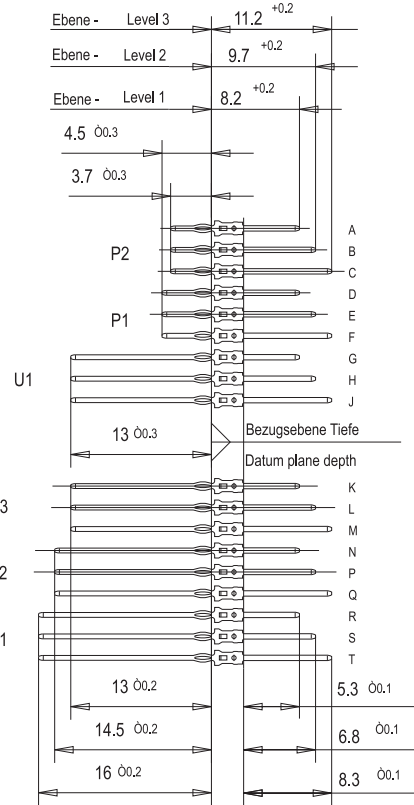 Ebene - Level 3 11.2 +0.2
Ebene - Level 2 9.7 +0.2
Ebene - Level 1 8.2 +0.2
4.5 Ò0.3
3.7 Ò0.3
A
P2 B
C
D
P1 E
F
G
U1 H
J
13 Ò0.3
Bezugsebene Tiefe
Datum plane depth
K
3 L
M
N
2 P
Q
R
1 S
T
13 Ò0.2 5.3 Ò0.1
14.5 Ò0.2 6.8 Ò0.1
16 Ò0.2 8.3 Ò0.1